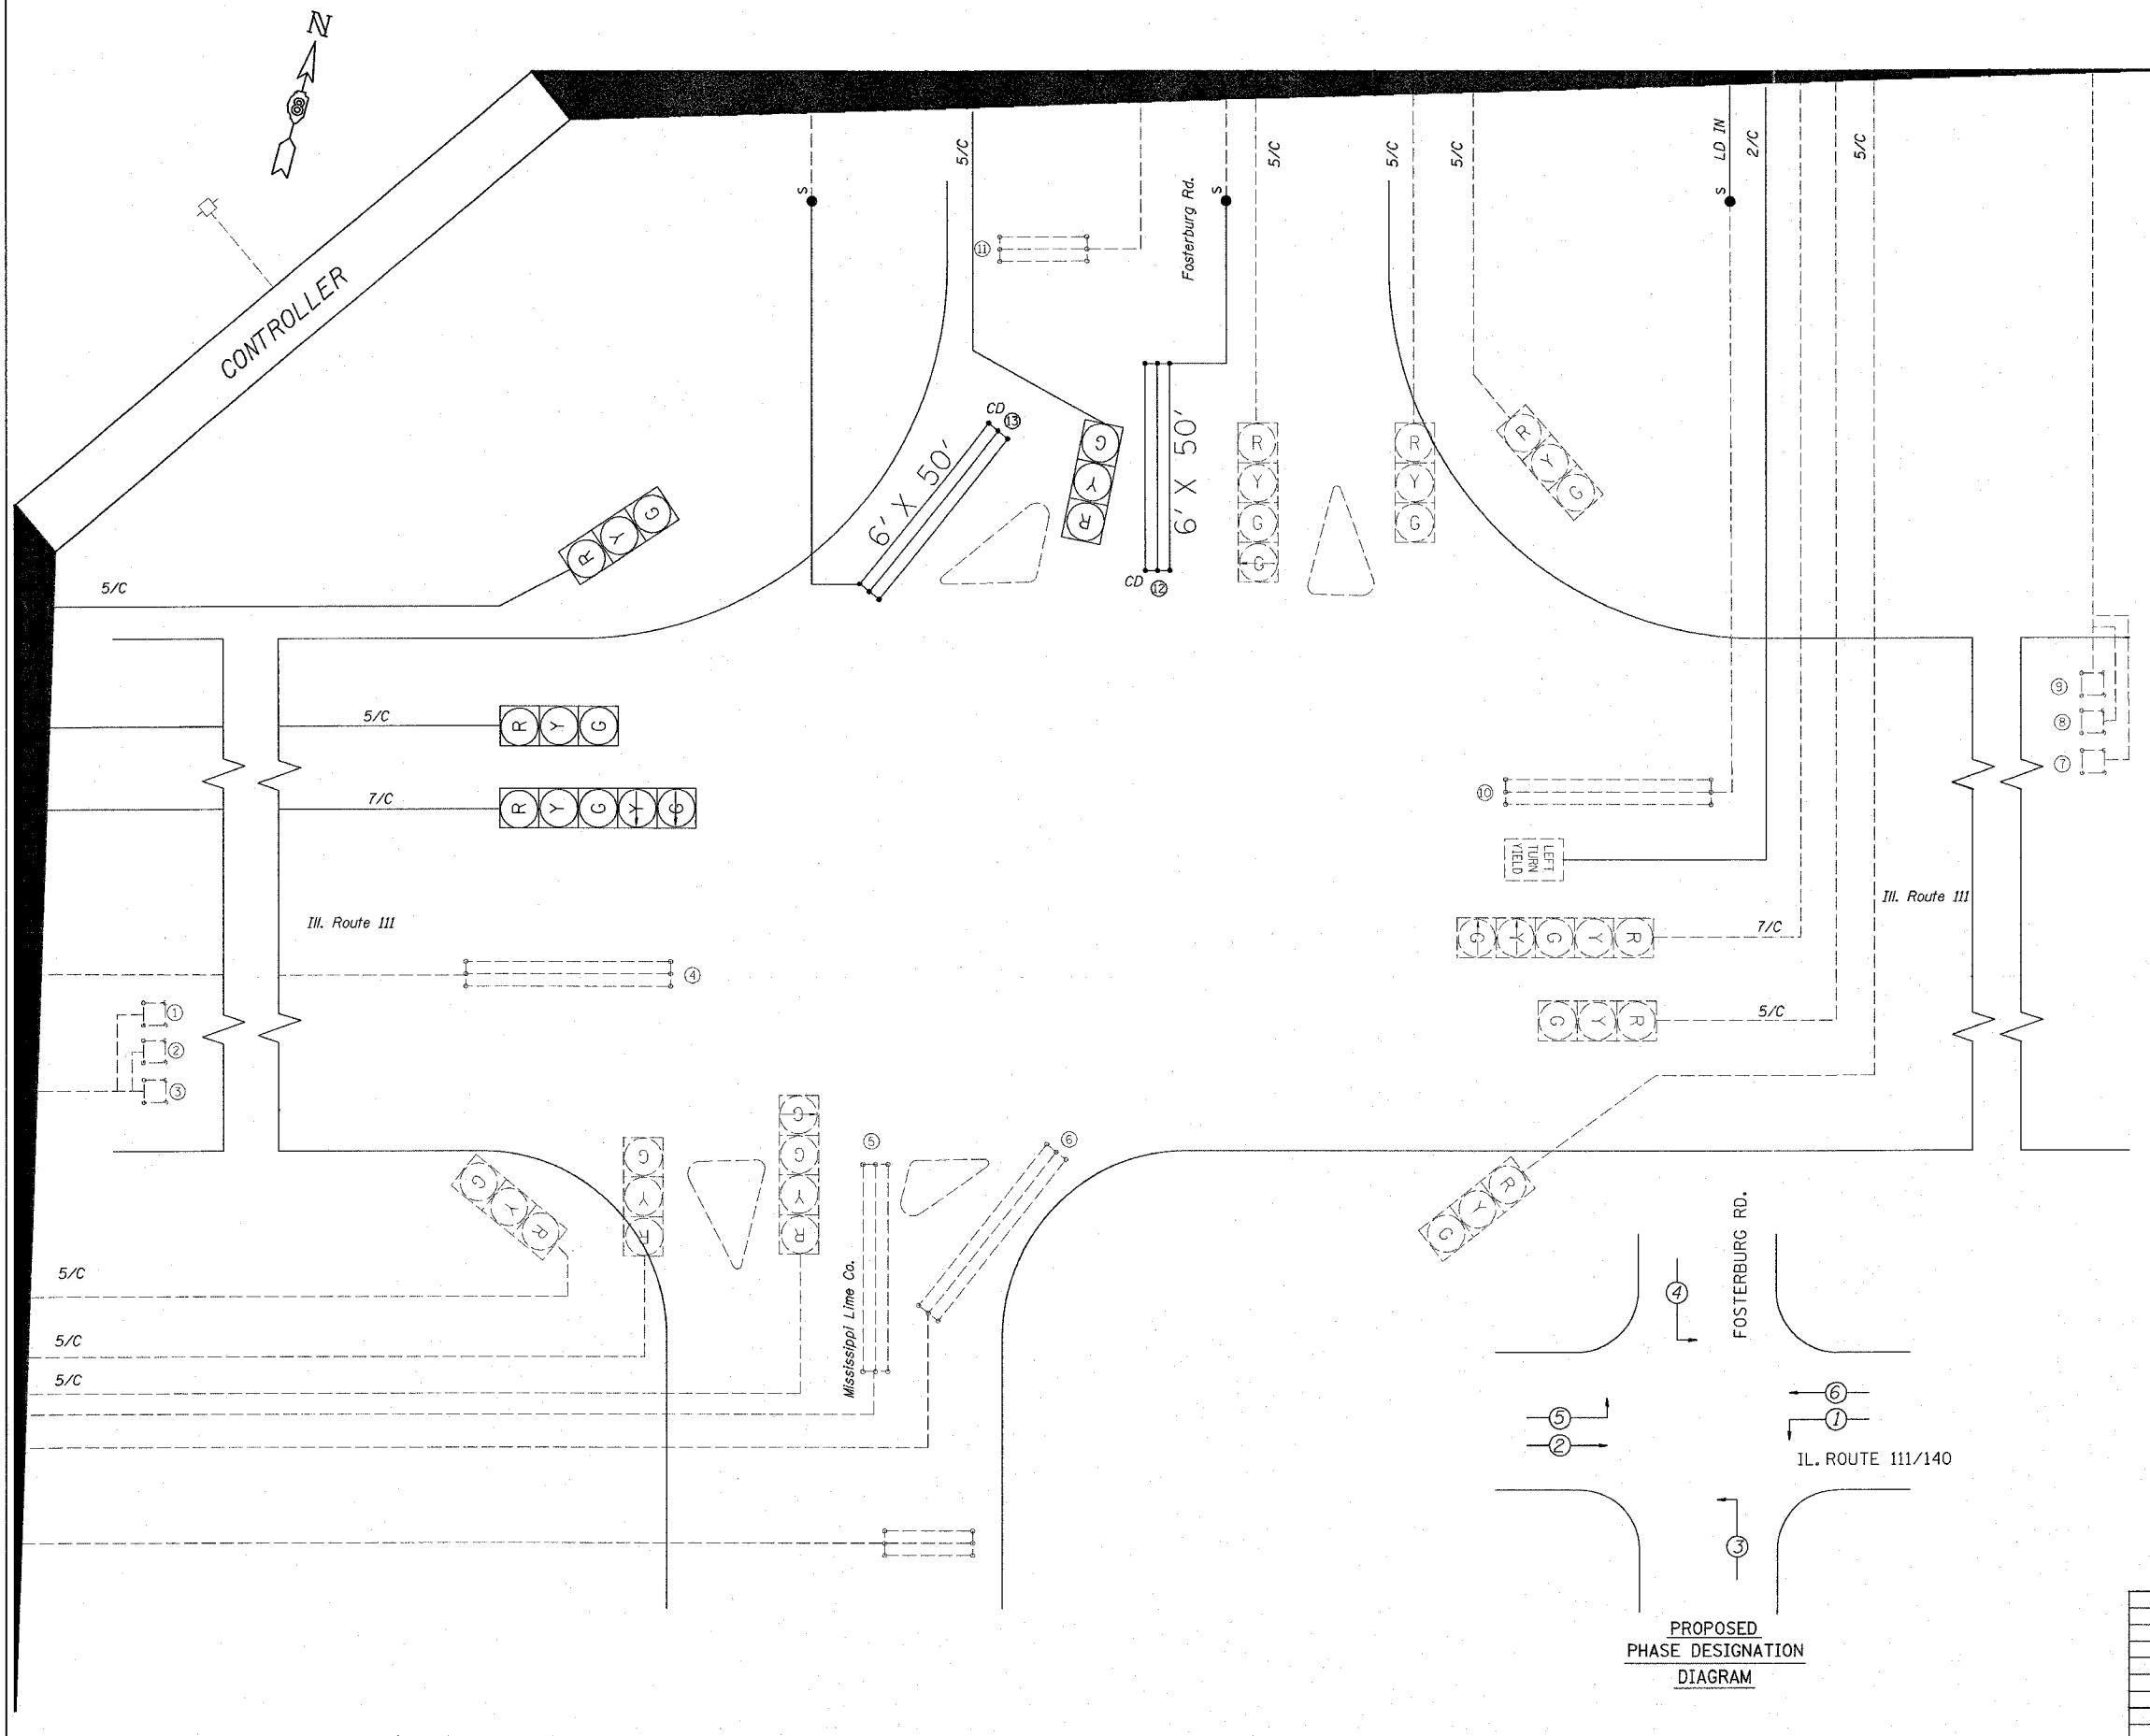 N
8
CONTROLLER
5/C
S
5/C
11
Fosterburg Rd.
S
5/C
5/C
5/C
S LD IN
2/C
5/C
CD 13
6' X 50'
G
Y
R
6' X 50'
CD 12
R
Y
G
G
R
Y
G
R
Y
G
R Y G
5/C
R Y G
7/C
R Y G Y G
9
8
7
10
LEFT
TURN
YIELD
Ill. Route 111
Ill. Route 111
G Y G Y R
7/C
G Y R
5/C
4
1
2
3
5
6
G
Y
R
G
Y
R
G
G
Y
R
R
Y
G
5/C
5/C
5/C
Mississippi Lime Co.
FOSTERBURG RD.
4
6
5
1
2
IL. ROUTE 111/140
3
PROPOSED
PHASE DESIGNATION
DIAGRAM